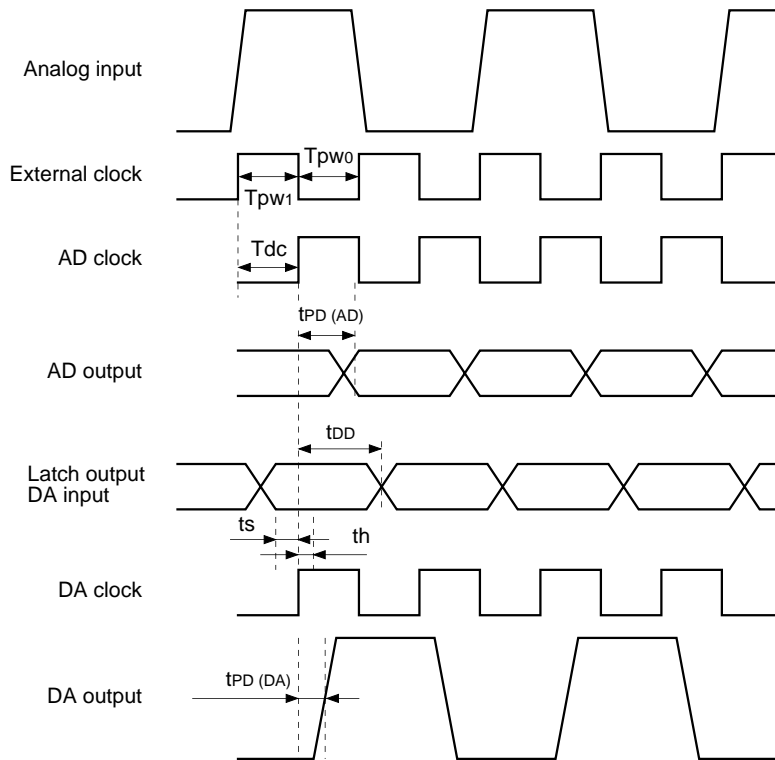 Analog input
External clock
Tpw0
Tpw1
AD clock
Tdc
tPD (AD)
AD output
tDD
Latch output
DA input
ts
th
DA clock
tPD (DA)
DA output